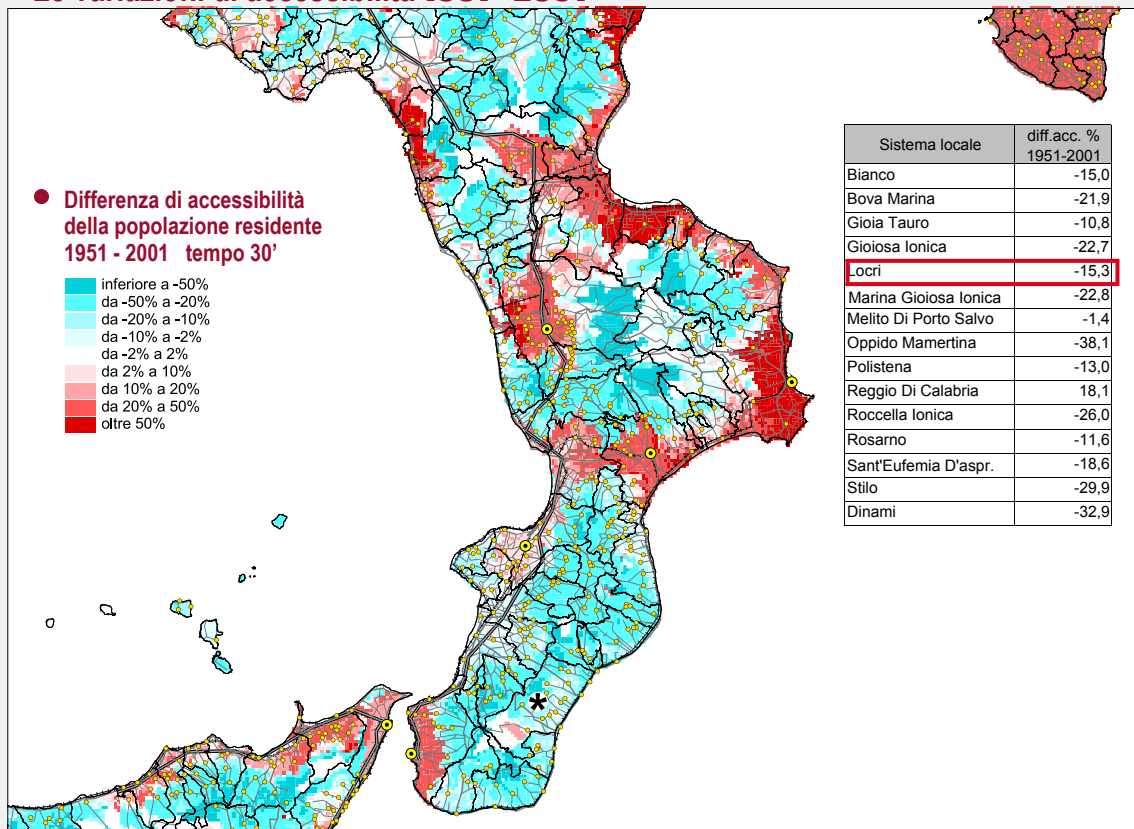 Differenza di accessibilità
della popolazione residente
1951 - 2001 tempo 30’
inferiore a -50%
da -50% a -20%
da -20% a -10%
da -10% a -2%
da -2% a 2%
da 2% a 10%
da 10% a 20%
da 20% a 50%
oltre 50%
Sistema locale diff.acc. % 1951-2001
Bianco -15,0
Bova Marina -21,9
Gioia Tauro -10,8
Gioiosa Ionica -22,7
Locri -15,3
Marina Gioiosa Ionica -22,8
Melito Di Porto Salvo -1,4
Oppido Mamertina -38,1
Polistena -13,0
Reggio Di Calabria 18,1
Roccella Ionica -26,0
Rosarno -11,6
Sant'Eufemia D'aspr. -18,6
Stilo -29,9
Dinami -32,9
*